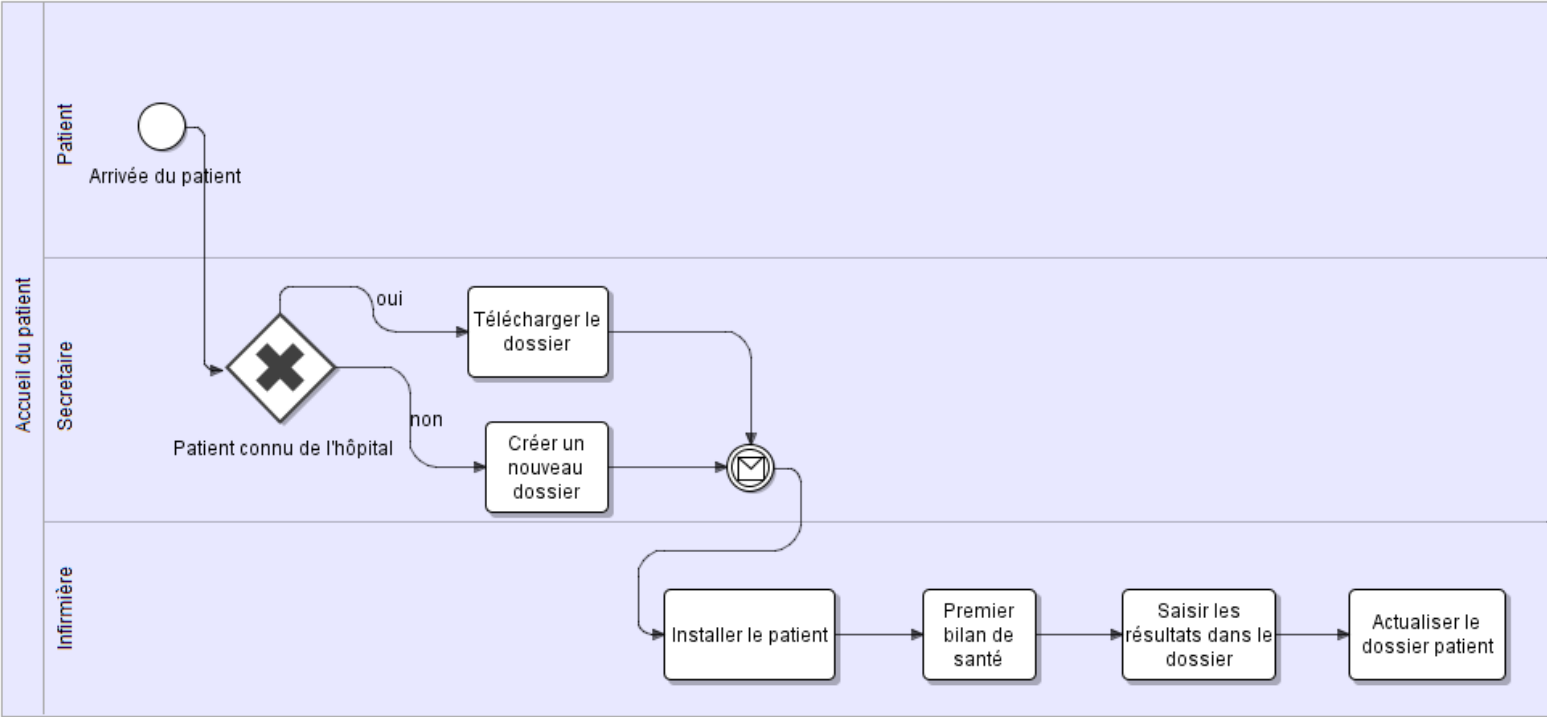 Accueil du patient
Patient
Arrivée du patient
Secretaire
oui
Télécharger le
dossier
non
Patient connu de l'hôpital
Créer un
nouveau
dossier
Infirmière
Installer le patient
Premier
bilan de
santé
Saisir les
résultats dans le
dossier
Actualiser le
dossier patient